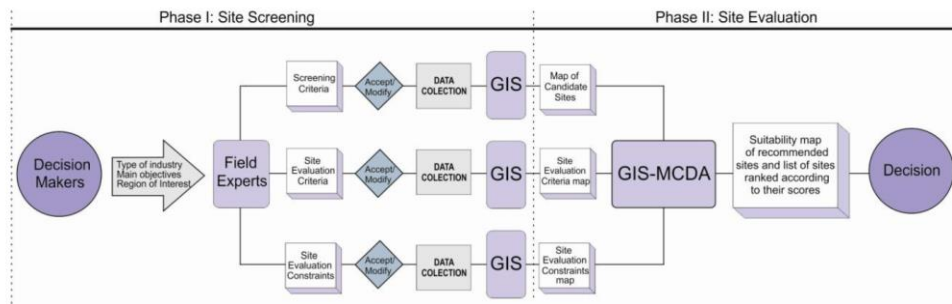 Phase I: Site Screening
Phase II: Site Evaluation
Decision
Makers
Type of industry
Main objectives
Region of Interest
Field
Experts
Screening
Criteria
Accept/
Modify
DATA
COLECTION
GIS
Map of
Candidate
Sites
Site
Evaluation
Criteria
Accept/
Modify
DATA
COLECTION
GIS
Site
Evaluation
Criteria map
Site
Evaluation
Constraints
Accept/
Modify
DATA
COLECTION
GIS
Site
Evaluation
Constraints
map
GIS-MCDA
Suitability map
of recommended
sites and list of sites
ranked according
to their scores
Decision